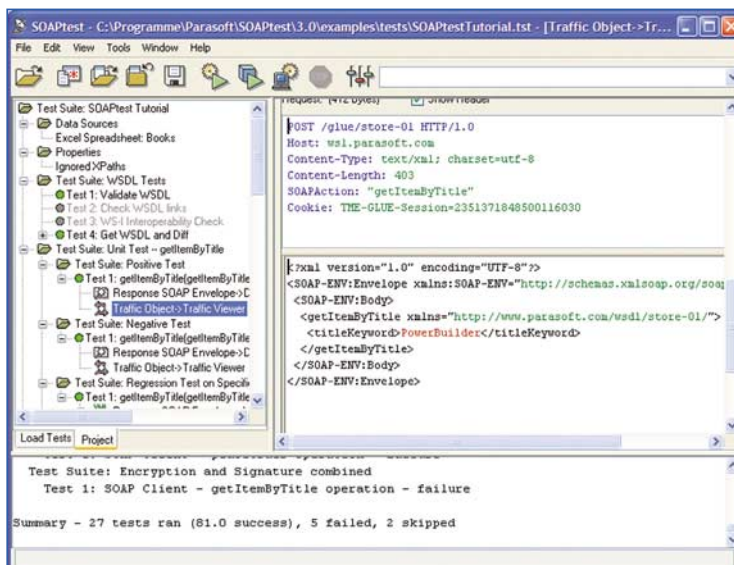 SOAPtest - C:\Programme\Parasoft\SOAPtest\3.0\examples\tests\SOAPtestTutorial.tst - [Traffic Object->Tr...
File Edit View Tools Window Help
Test Suite: SOAPtest Tutorial
Data Sources
Excel Spreadsheet: Books
Properties
Ignored XPaths
Test Suite: WSDL Tests
Test 1: Validate WSDL
Test 2: Check WSDL links
Test 3: WS-I Interoperability Check
Test 4: Get WSDL and Diff
Test Suite: Unit Test -- getItemByTitle
Test Suite: Positive Test
Test 1: getItemByTitle(getItemByTitle
Response SOAP Envelope->D
Traffic Object->Traffic Viewer
Test Suite: Negative Test
Test 1: getItemByTitle(getItemByTitle
Response SOAP Envelope->D
Traffic Object->Traffic Viewer
Test Suite: Regression Test on Specifi
Test 1: getItemByTitle(getItemByTitle
Load Tests Project
Request: (412 bytes) Show Header
POST /glue/store-01 HTTP/1.0
Host: ws1.parasoft.com
Content-Type: text/xml; charset=utf-8
Content-Length: 403
SOAPAction: "getItemByTitle"
Cookie: TME-GLUE-Session=2351371848500116030
<?xml version="1.0" encoding="UTF-8"?>
<SOAP-ENV:Envelope xmlns:SOAP-ENV="http://schemas.xmlsoap.org/soap
<SOAP-ENV:Body>
<getItemByTitle xmlns="http://www.parasoft.com/wsdl/store-01/">
<titleKeyword>PowerBuilder</titleKeyword>
</getItemByTitle>
</SOAP-ENV:Body>
</SOAP-ENV:Envelope>
Test Suite: Encryption and Signature combined
Test 1: SOAP Client - getItemByTitle operation - failure
Summary - 27 tests ran (81.0 success), 5 failed, 2 skipped